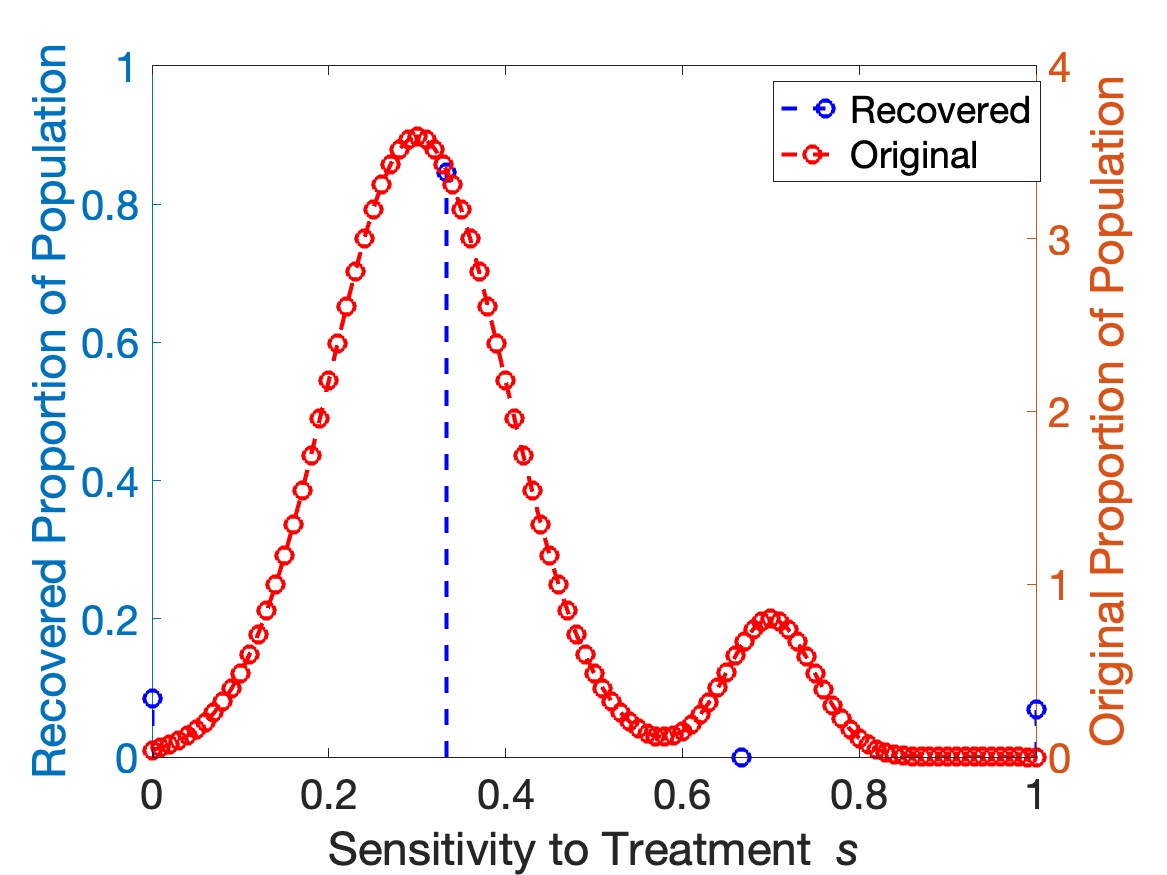 Recovered Proportion of Population
1
0.8
0.6
0.4
0.2
0
4
3
2
1
0
Original Proportion of Population
Recovered
Original
0 0.2 0.4 0.6 0.8 1
Sensitivity to Treatment s